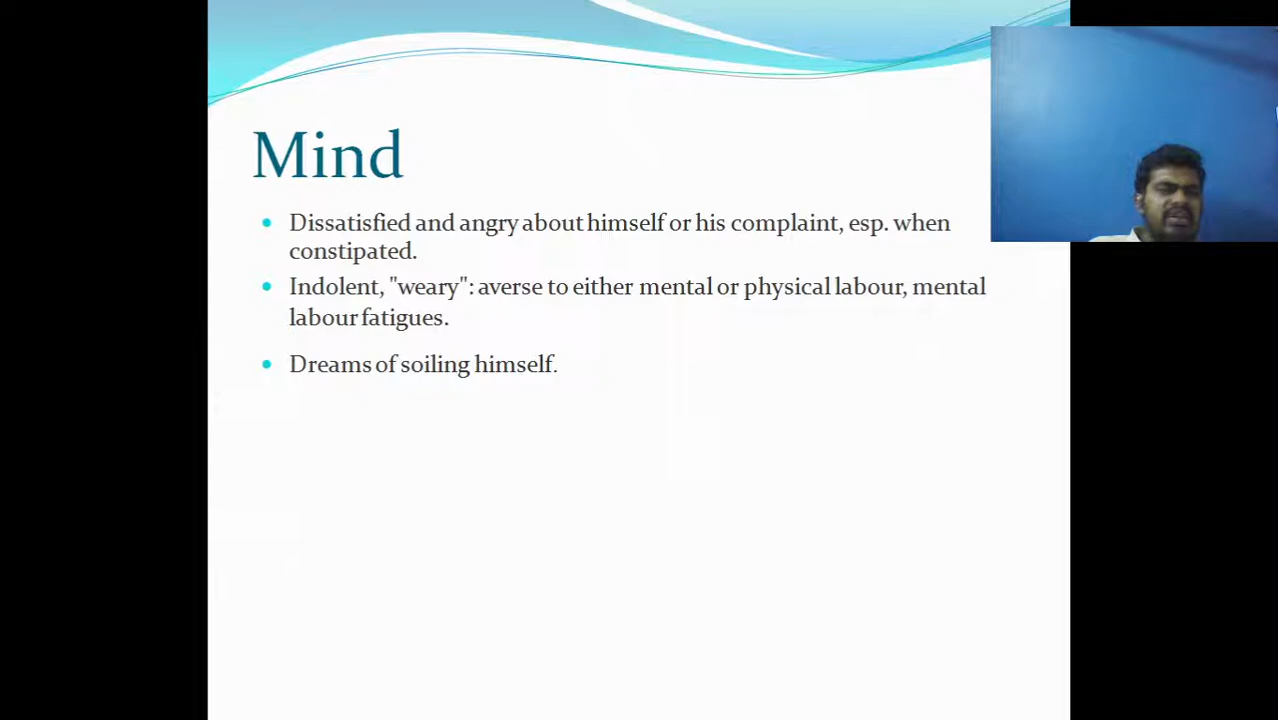 Mind
Dissatisfied and angry about himself or his complaint, esp. when
constipated.
Indolent, "weary": averse to either mental or physical labour, mental
labour fatigues.
Dreams of soiling himself.